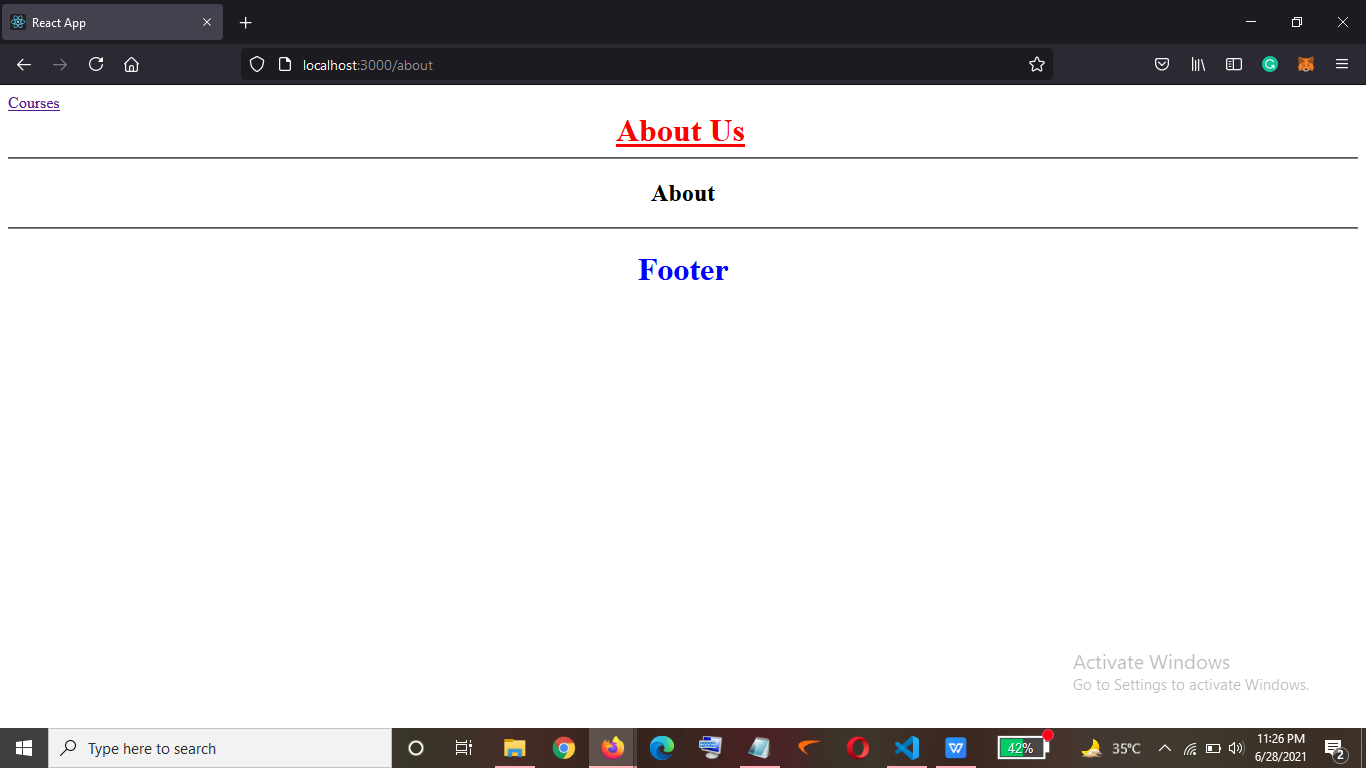 React App
localhost:3000/about
Courses
About Us
About
Footer
Activate Windows
Go to Settings to activate Windows.
Type here to search
42%
35°C
11:26 PM
6/28/2021
2